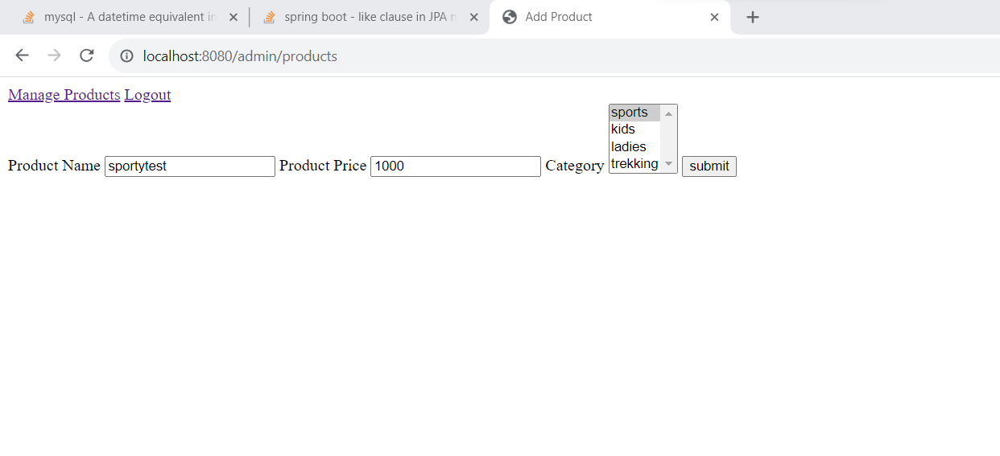 mysql - A datetime equivalent in
spring boot - like clause in JPA n
Add Product
localhost:8080/admin/products
Manage Products Logout
Product Name sportytest Product Price 1000 Category sports submit
kids
ladies
trekking